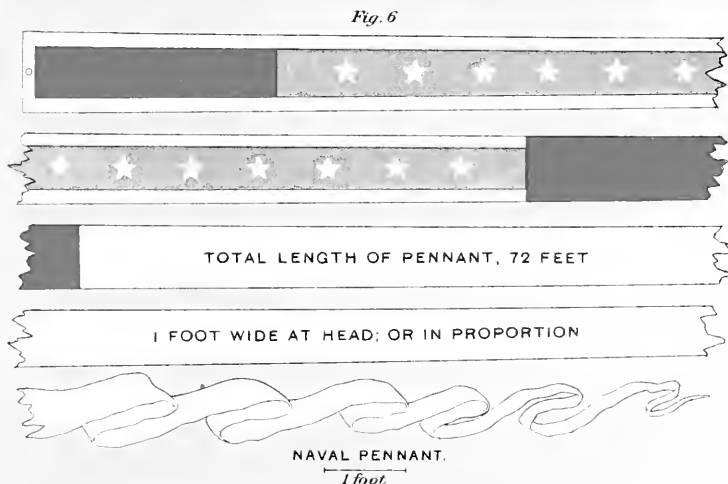 Fig. 6
TOTAL LENGTH OF PENNANT, 72 FEET
1 FOOT WIDE AT HEAD; OR IN PROPORTION
NAVAL PENNANT.
1 foot